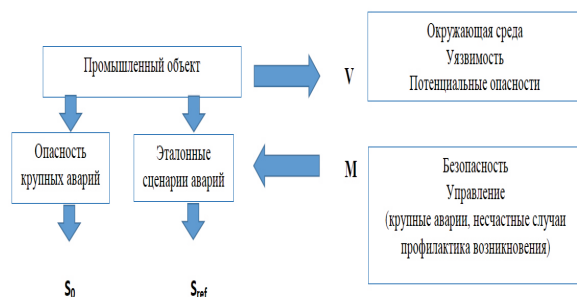 Промышленный объект
Опасность
крупных аварий
Эталонные
сценарии аварий
S0
Sref
V
Окружающая среда
Уязвимость
Потенциальные опасности
M
Безопасность
Управление
(крупные аварии, несчастные случаи
профилактика возникновения)